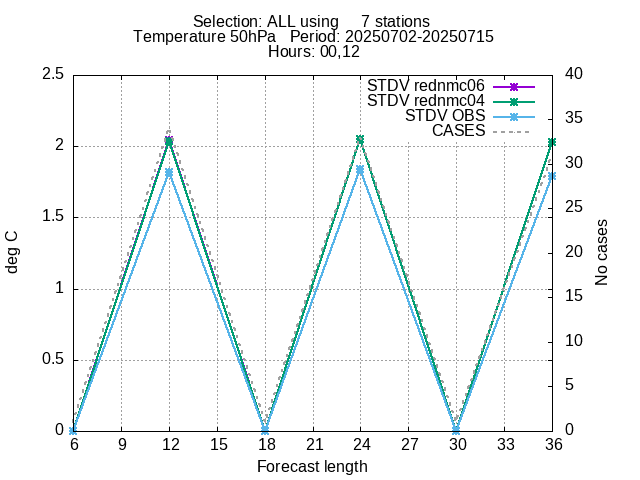 Selection: ALL using 7 stations
Temperature 50hPa Period: 20250702-20250715
Hours: 00,12
STDV rednmc06
STDV rednmc04
STDV OBS
CASES
2.5
2
1.5
1
0.5
0
deg C
40
35
30
25
20
15
10
5
0
No cases
6 9 12 15 18 21 24 27 30 33 36
Forecast length